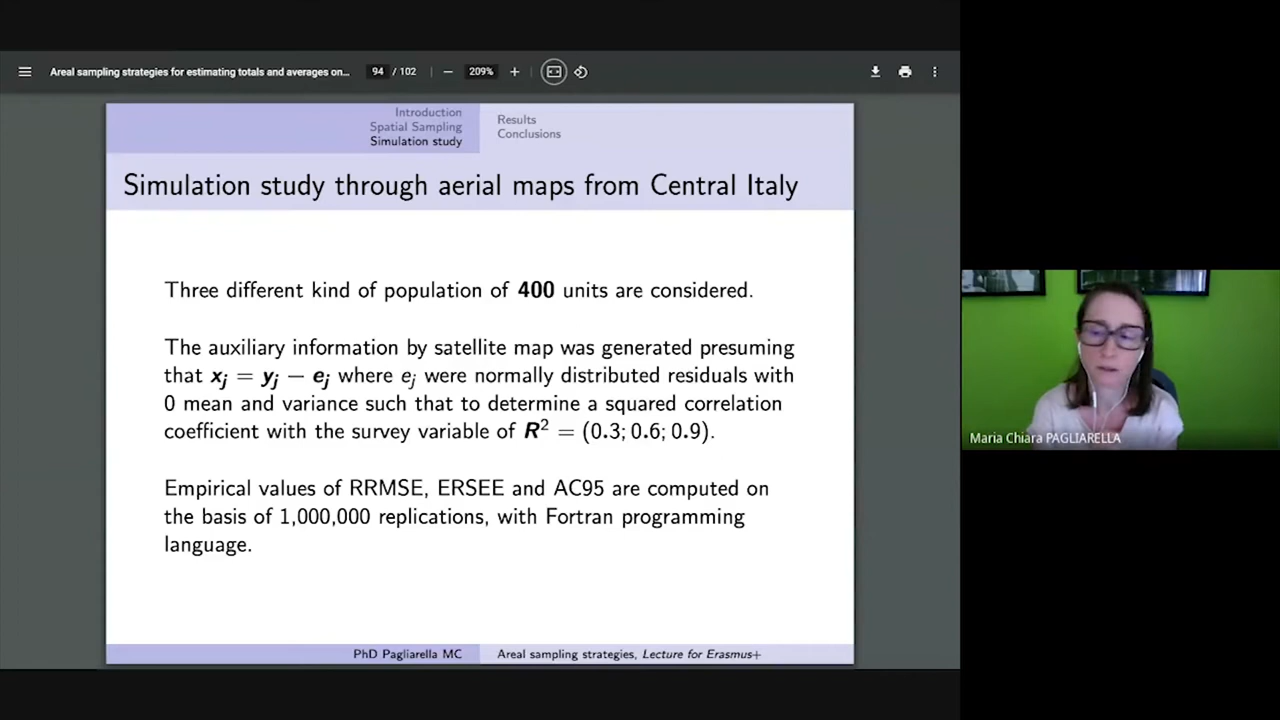 Areal sampling strategies for estimating totals and averages on...
94 / 102
209%
Introduction
Spatial Sampling
Simulation study
Results
Conclusions
Simulation study through aerial maps from Central Italy
Three different kind of population of 400 units are considered.
The auxiliary information by satellite map was generated presuming
that xj = yj − ej where ej were normally distributed residuals with
0 mean and variance such that to determine a squared correlation
coefficient with the survey variable of R² = (0.3; 0.6; 0.9).
Empirical values of RRMSE, ERSEE and AC95 are computed on
the basis of 1,000,000 replications, with Fortran programming
language.
PhD Pagliarella MC
Areal sampling strategies, Lecture for Erasmus+
Maria Chiara PAGLIARELLA